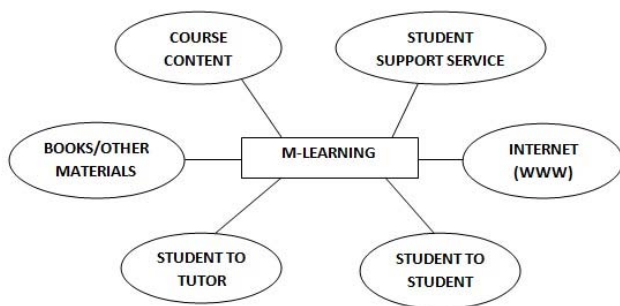 COURSE
CONTENT
STUDENT
SUPPORT SERVICE
BOOKS/OTHER
MATERIALS
M-LEARNING
INTERNET
(WWW)
STUDENT TO
TUTOR
STUDENT TO
STUDENT